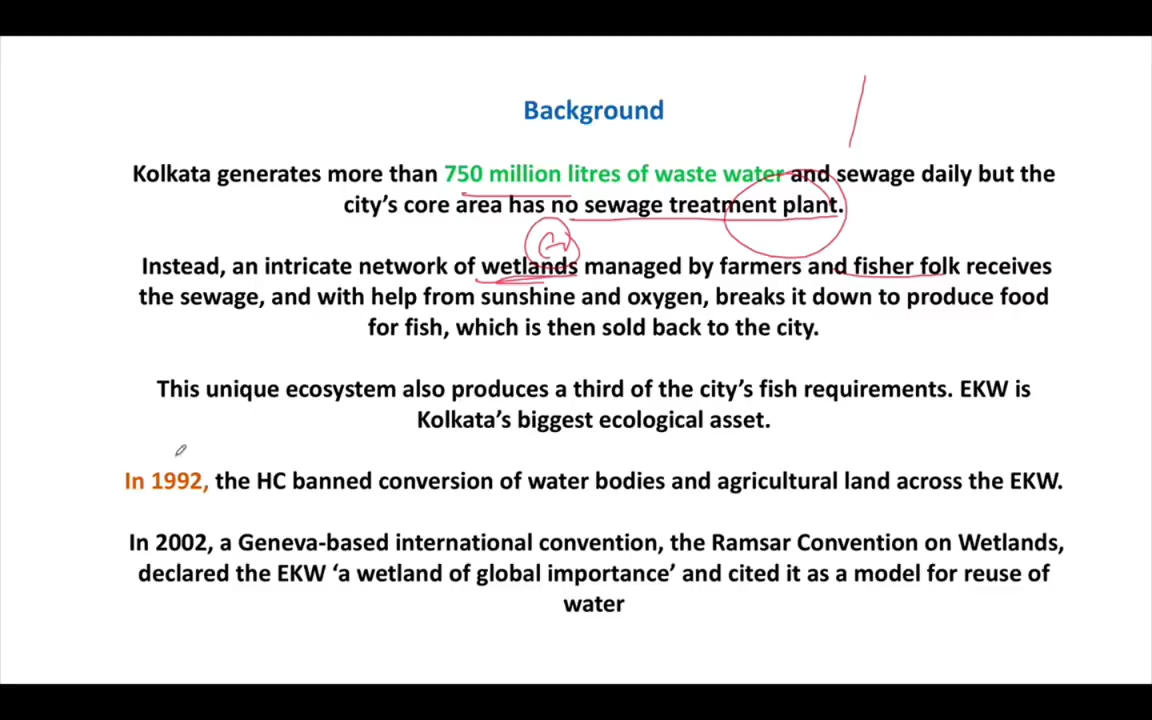 Background
Kolkata generates more than 750 million litres of waste water and sewage daily but the
city’s core area has no sewage treatment plant.
Instead, an intricate network of wetlands managed by farmers and fisher folk receives
the sewage, and with help from sunshine and oxygen, breaks it down to produce food
for fish, which is then sold back to the city.
This unique ecosystem also produces a third of the city’s fish requirements. EKW is
Kolkata’s biggest ecological asset.
In 1992, the HC banned conversion of water bodies and agricultural land across the EKW.
In 2002, a Geneva-based international convention, the Ramsar Convention on Wetlands,
declared the EKW ‘a wetland of global importance’ and cited it as a model for reuse of
water